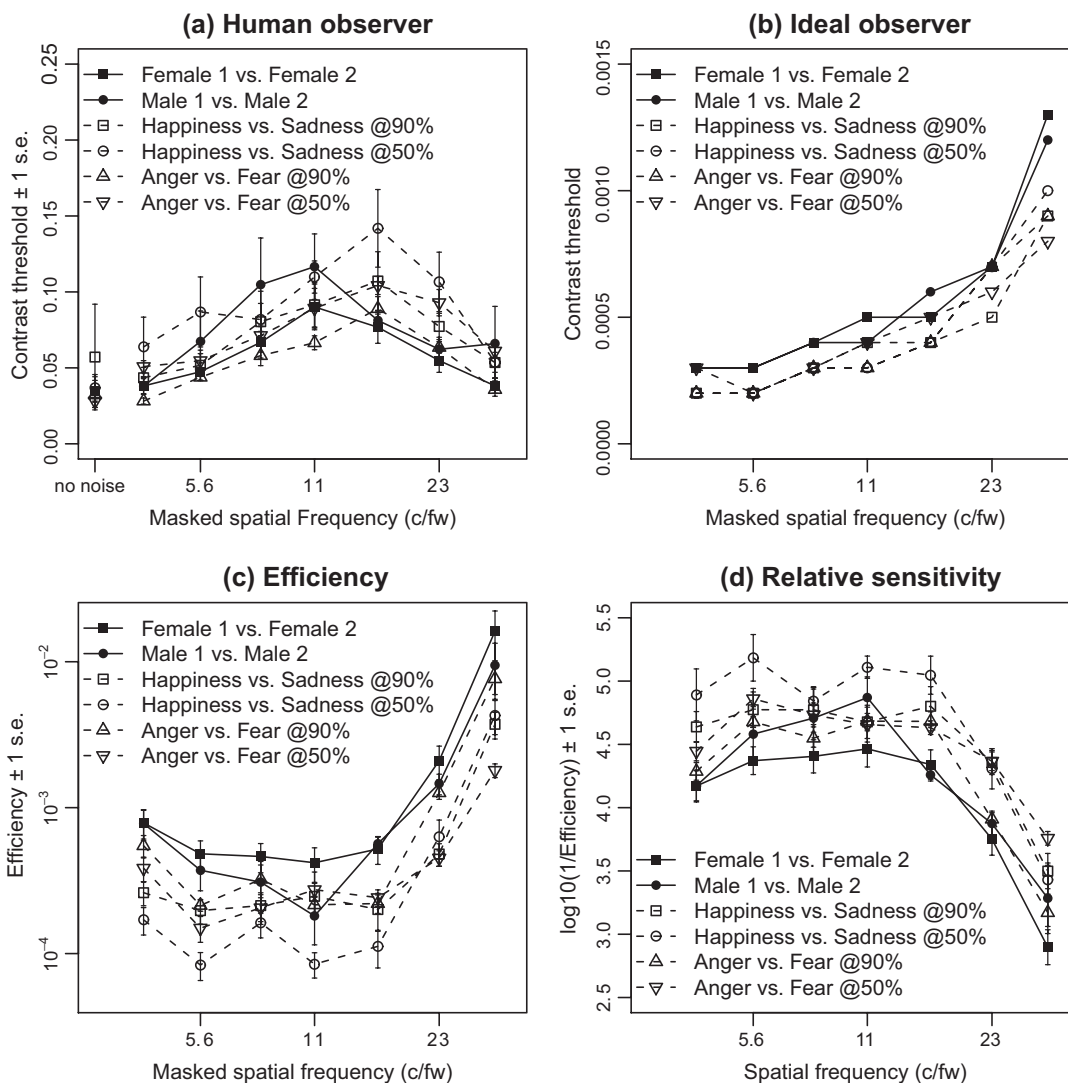 (a) Human observer
Contrast threshold ± 1 s.e.
0.25
0.20
0.15
0.10
0.05
0.00
Female 1 vs. Female 2
Male 1 vs. Male 2
Happiness vs. Sadness @90%
Happiness vs. Sadness @50%
Anger vs. Fear @90%
Anger vs. Fear @50%
no noise 5.6 11 23
Masked spatial Frequency (c/fw)
(b) Ideal observer
Contrast threshold
0.0015
0.0010
0.0005
0.0000
Female 1 vs. Female 2
Male 1 vs. Male 2
Happiness vs. Sadness @90%
Happiness vs. Sadness @50%
Anger vs. Fear @90%
Anger vs. Fear @50%
5.6 11 23
Masked spatial frequency (c/fw)
(c) Efficiency
Efficiency ± 1 s.e.
10⁻²
10⁻³
10⁻⁴
Female 1 vs. Female 2
Male 1 vs. Male 2
Happiness vs. Sadness @90%
Happiness vs. Sadness @50%
Anger vs. Fear @90%
Anger vs. Fear @50%
5.6 11 23
Masked spatial frequency (c/fw)
(d) Relative sensitivity
log10(1/Efficiency) ± 1 s.e.
5.5
5.0
4.5
4.0
3.5
3.0
2.5
Female 1 vs. Female 2
Male 1 vs. Male 2
Happiness vs. Sadness @90%
Happiness vs. Sadness @50%
Anger vs. Fear @90%
Anger vs. Fear @50%
5.6 11 23
Spatial frequency (c/fw)